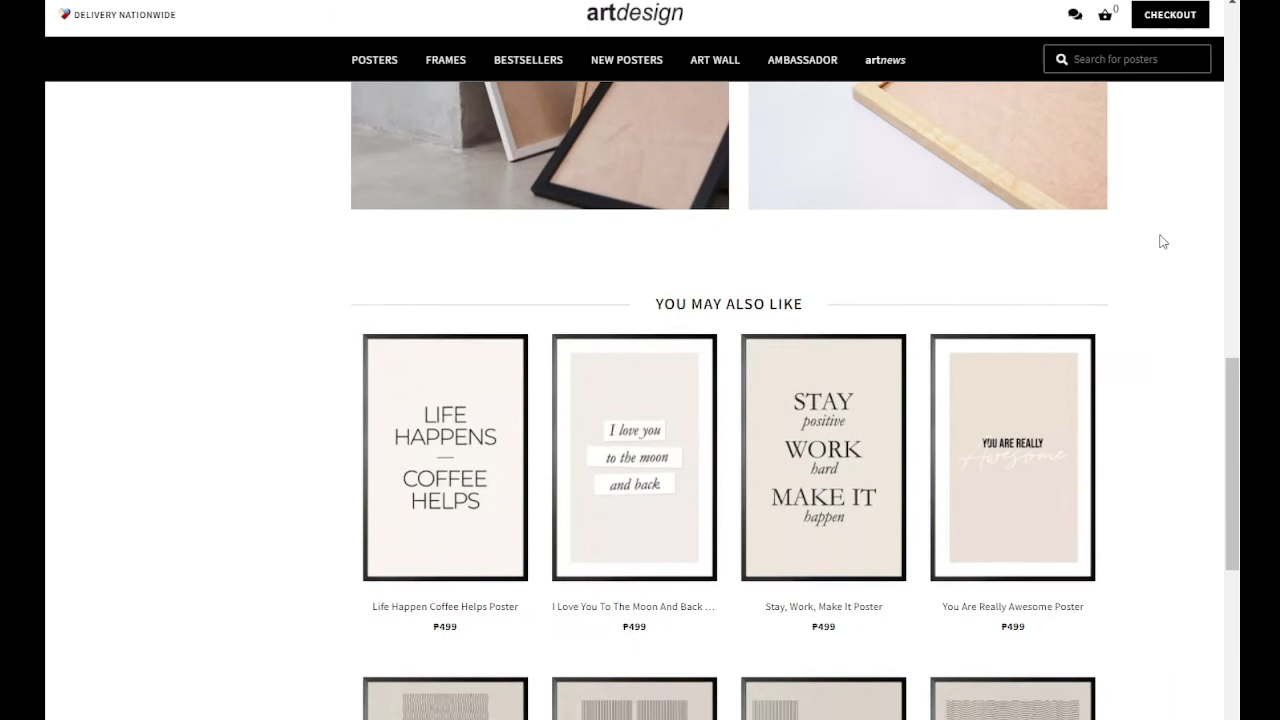 DELIVERY NATIONWIDE
artdesign
0
CHECKOUT
POSTERS
FRAMES
BESTSELLERS
NEW POSTERS
ART WALL
AMBASSADOR
artnews
Search for posters
YOU MAY ALSO LIKE
LIFE
HAPPENS
COFFEE
HELPS
I love you
to the moon
and back
STAY
positive
WORK
hard
MAKE IT
happen
YOU ARE REALLY
Awesome
Life Happen Coffee Helps Poster
I Love You To The Moon And Back ...
Stay, Work, Make It Poster
You Are Really Awesome Poster
₱499
₱499
₱499
₱499